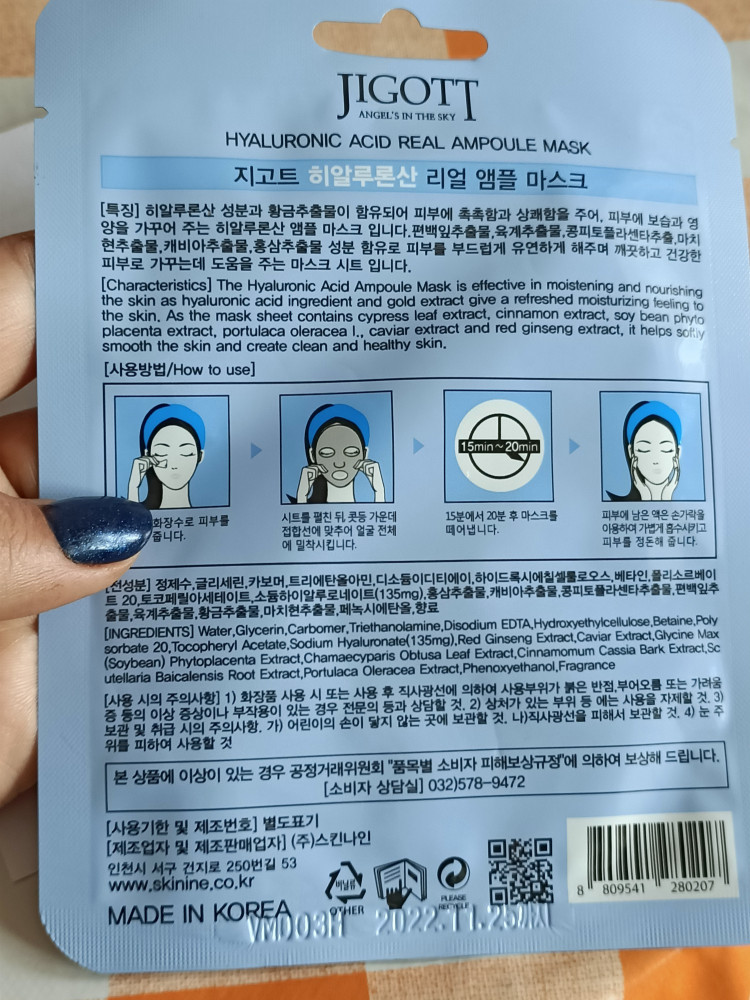 JIGOTT
ANGEL'S IN THE SKY
HYALURONIC ACID REAL AMPOULE MASK
지고트 히알루론산 리얼 앰플 마스크
[특징] 히알루론산 성분과 황금추출물이 함유되어 피부에 촉촉함과 상쾌함을 주어, 피부에 보습과 영
양을 가꾸어 주는 히알루론산 앰플 마스크 입니다.편백잎추출물,육계추출물,콩피토플라센타추출,마치
현추출물,캐비아추출물,홍삼추출물 성분 함유로 피부를 부드럽게 유연하게 해주며 깨끗하고 건강한
피부로 가꾸는데 도움을 주는 마스크 시트 입니다.
[Characteristics] The Hyaluronic Acid Ampoule Mask is effective in moistening and nourishing
the skin as hyaluronic acid ingredient and gold extract give a refreshed moisturizing feeling to
the skin. As the mask sheet contains cypress leaf extract, cinnamon extract, soy bean phyto
placenta extract, portulaca oleracea l., caviar extract and red ginseng extract, it helps softly
smooth the skin and create clean and healthy skin.
[사용방법/How to use]
15min~20min
화장수로 피부를
줍니다.
시트를 펼친 뒤, 콧등 가운데
접합선에 맞추어 얼굴 전체
에 밀착시킵니다.
15분에서 20분 후 마스크를
떼어냅니다.
피부에 남은 액은 손가락을
이용하여 가볍게 흡수시키고
피부를 정돈해 줍니다.
[전성분] 정제수,글리세린,카보머,트리에탄올아민,디소듐이디티에이,하이드록시에칠셀룰로오스,베타인,폴리소르베이
트 20,토코페릴아세테이트,소듐하이알루로네이트(135mg),홍삼추출물,캐비아추출물,콩피토플라센타추출물,편백잎추
출물,육계추출물,황금추출물,마치현추출물,페녹시에탄올,향료
[INGREDIENTS] Water,Glycerin,Carbomer,Triethanolamine,Disodium EDTA,Hydroxyethylcellulose,Betaine,Poly
sorbate 20,Tocopheryl Acetate,Sodium Hyaluronate(135mg),Red Ginseng Extract,Caviar Extract,Glycine Max
(Soybean) Phytoplacenta Extract,Chamaecyparis Obtusa Leaf Extract,Cinnamomum Cassia Bark Extract,Sc
utellaria Baicalensis Root Extract,Portulaca Oleracea Extract,Phenoxyethanol,Fragrance
[사용 시의 주의사항] 1) 화장품 사용 시 또는 사용 후 직사광선에 의하여 사용부위가 붉은 반점,부어오름 또는 가려움
증 등의 이상 증상이나 부작용이 있는 경우 전문의 등과 상담할 것. 2) 상처가 있는 부위 등 에는 사용을 자제할 것. 3)
보관 및 취급 시의 주의사항. 가) 어린이의 손이 닿지 않는 곳에 보관할 것. 나)직사광선을 피해서 보관할 것. 4) 눈 주
위를 피하여 사용할 것
본 상품에 이상이 있는 경우 공정거래위원회 "품목별 소비자 피해보상규정"에 의하여 보상해 드립니다.
[소비자 상담실] 032)578-9472
[사용기한 및 제조번호] 별도표기
[제조업자 및 제조판매업자] (주)스킨나인
인천시 서구 건지로 250번길 53
www.skinine.co.kr
MADE IN KOREA
비닐류
OTHER
PLEASE
RECYCLE
8 809541 280207
VMD03H 2022.11.25까지